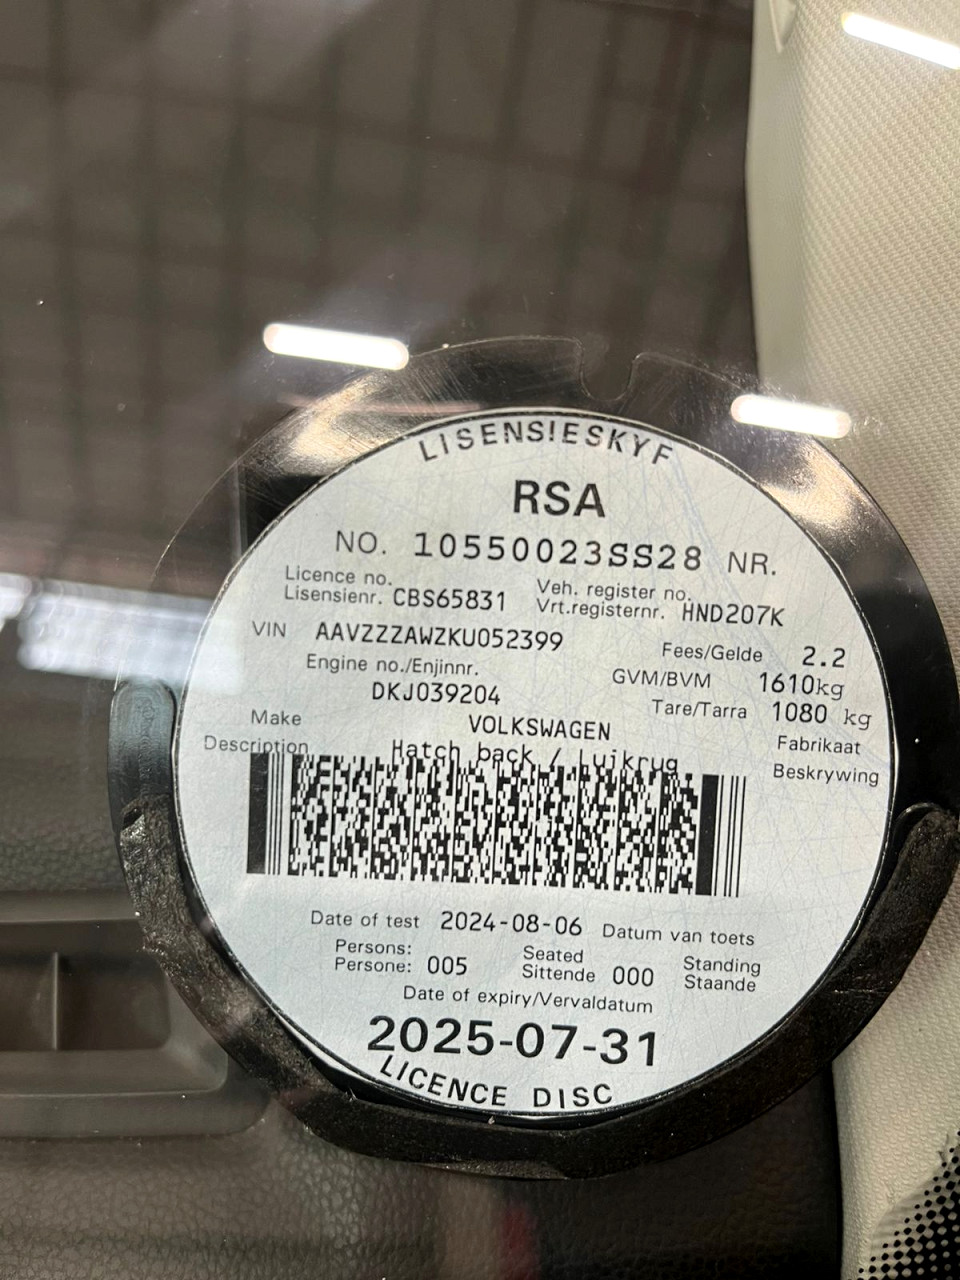 LISENSIESKYF
RSA
NO. 10550023SS28 NR.
Licence no. Veh. register no.
Lisensienr. CBS65831 Vrt.registernr. HND207K
VIN AAVZZZAWZKU052399 Fees/Gelde 2.2
Engine no./Enjinnr. GVM/BVM 1610kg
DKJ039204 Tare/Tarra 1080 kg
Make VOLKSWAGEN Fabrikaat
Description Hatch back / Luikrug Beskrywing
Date of test 2024-08-06 Datum van toets
Persons: Seated Standing
Persone: 005 Sittende 000 Staande
Date of expiry/Vervaldatum
2025-07-31
LICENCE DISC